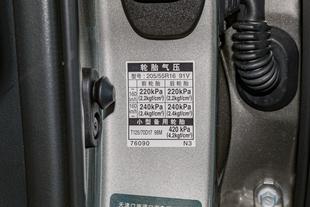 轮胎气压
型号:205/55R16 91V
前轮胎 后轮胎
220kPa 220kPa
(2.2kgf/cm²) (2.2kgf/cm²)
240kPa 240kPa
(2.4kgf/cm²) (2.4kgf/cm²)
小型备用轮胎
T125/70D17 98M 420 kPa
(4.2kgf/cm²)
76090 N3